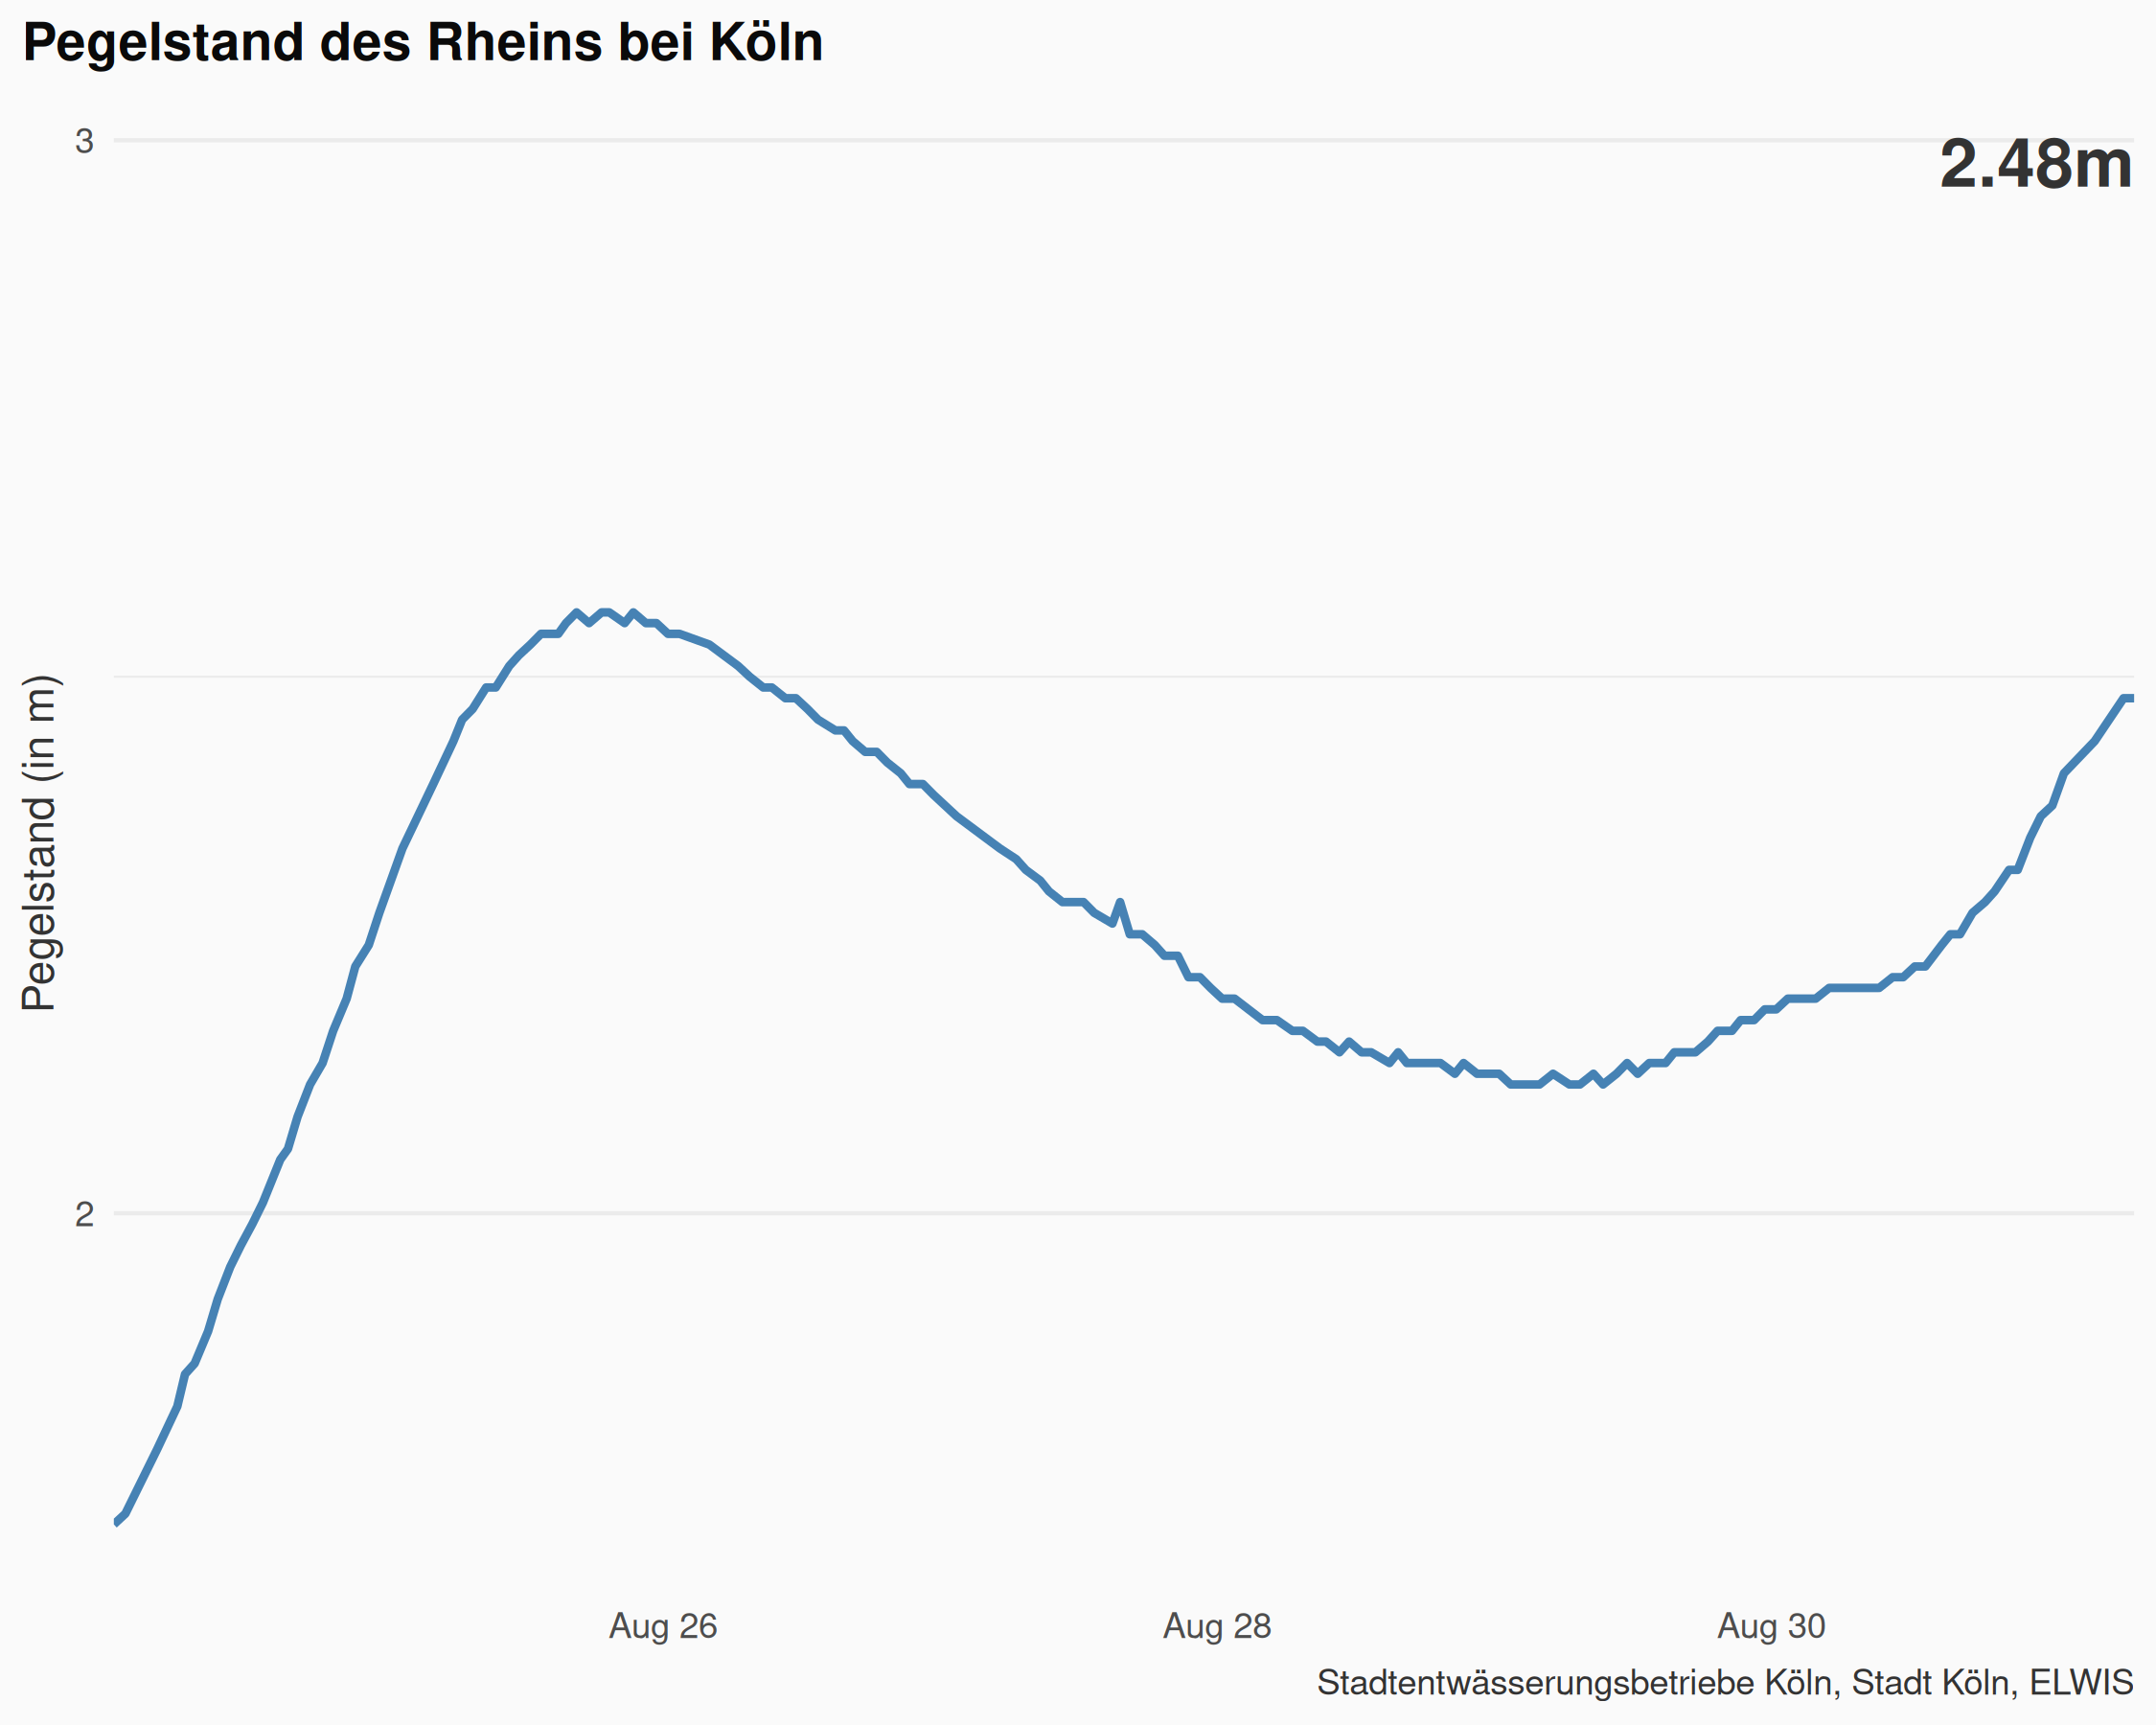 Pegelstand des Rheins bei Köln
3
2.48m
Pegelstand (in m)
2
Aug 26
Aug 28
Aug 30
Stadtentwässerungsbetriebe Köln, Stadt Köln, ELWIS